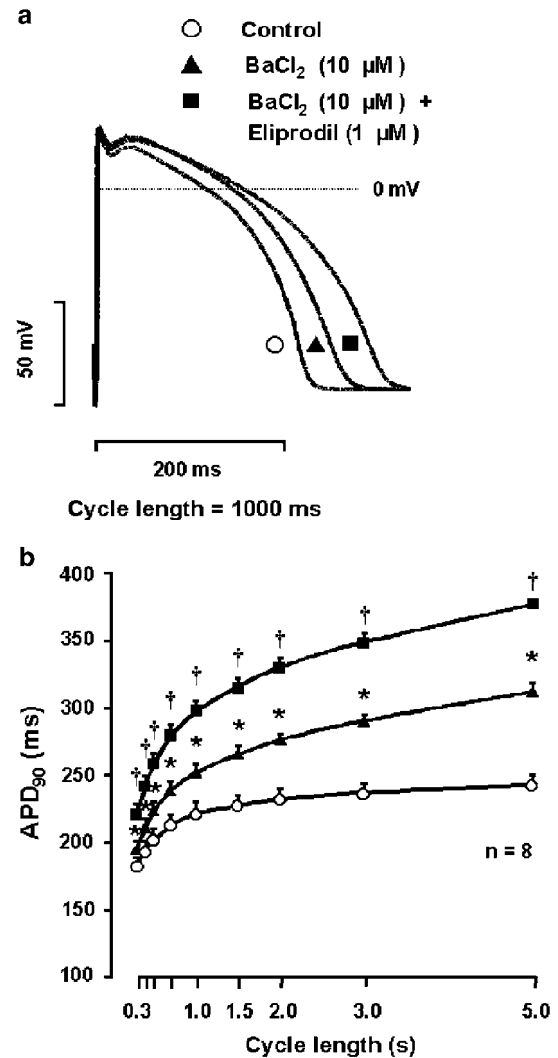 a
Control
BaCl₂ (10 µM)
BaCl₂ (10 µM) +
Eliprodil (1 µM)
0 mV
50 mV
200 ms
Cycle length = 1000 ms
b
400
350
300
250
200
150
100
APD₉₀ (ms)
† † † † † † † † †
* * * * * * * * *
n = 8
0.3 1.0 1.5 2.0 3.0 5.0
Cycle length (s)